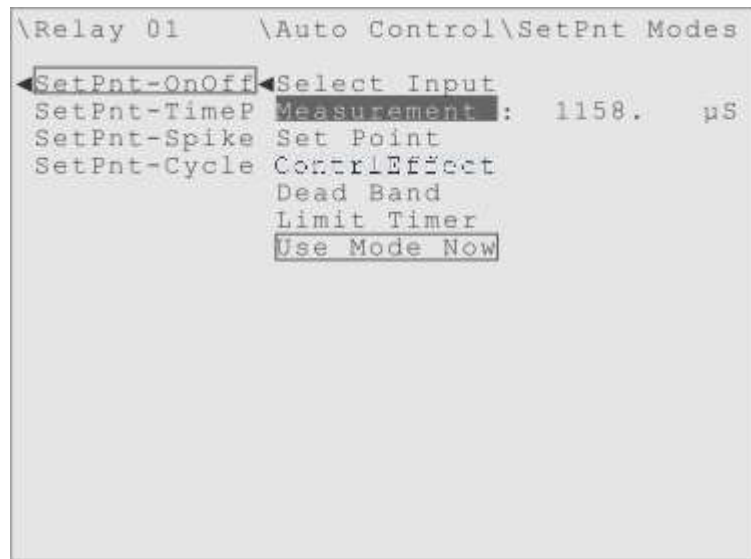 \Relay 01 \Auto Control\SetPnt Modes
◀SetPnt-OnOff◀Select Input
SetPnt-TimeP Measurement : 1158. µS
SetPnt-Spike Set Point
SetPnt-Cycle ContrlEffect
Dead Band
Limit Timer
Use Mode Now